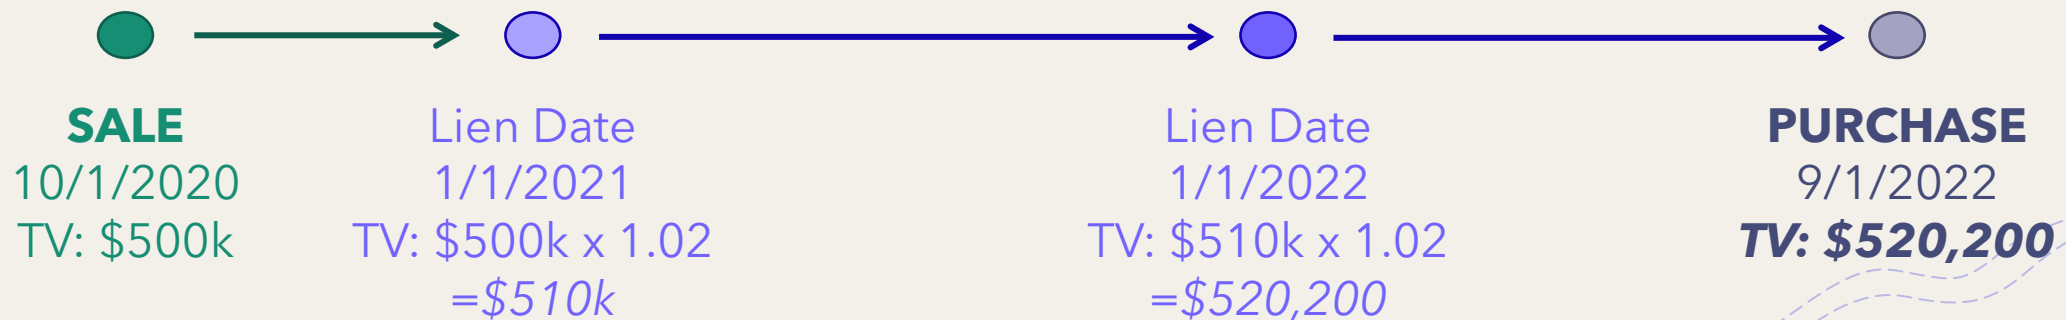 SALE
10/1/2020
TV: $500k
Lien Date
1/1/2021
TV: $500k x 1.02
=$510k
Lien Date
1/1/2022
TV: $510k x 1.02
=$520,200
PURCHASE
9/1/2022
TV: $520,200